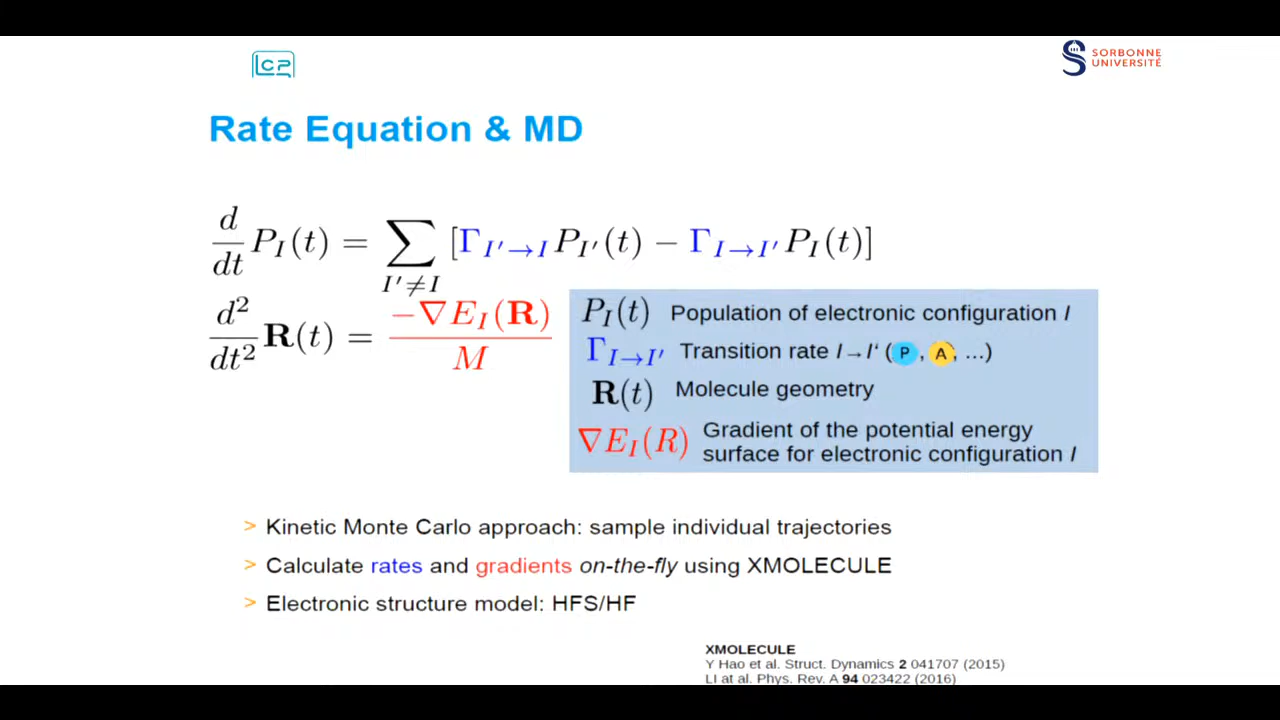 LCP
SORBONNE
UNIVERSITÉ
Rate Equation & MD
d/dt P_I(t) = ∑_{I′≠I} [Γ_{I′→I} P_{I′}(t) − Γ_{I→I′} P_I(t)]
d²/dt² R(t) = −∇E_I(R) / M
P_I(t) Population of electronic configuration I
Γ_{I→I′} Transition rate I→I‘ (P, A, ...)
R(t) Molecule geometry
∇E_I(R) Gradient of the potential energy
surface for electronic configuration I
> Kinetic Monte Carlo approach: sample individual trajectories
> Calculate rates and gradients on-the-fly using XMOLECULE
> Electronic structure model: HFS/HF
XMOLECULE
Y Hao et al. Struct. Dynamics 2 041707 (2015)
LI at al. Phys. Rev. A 94 023422 (2016)